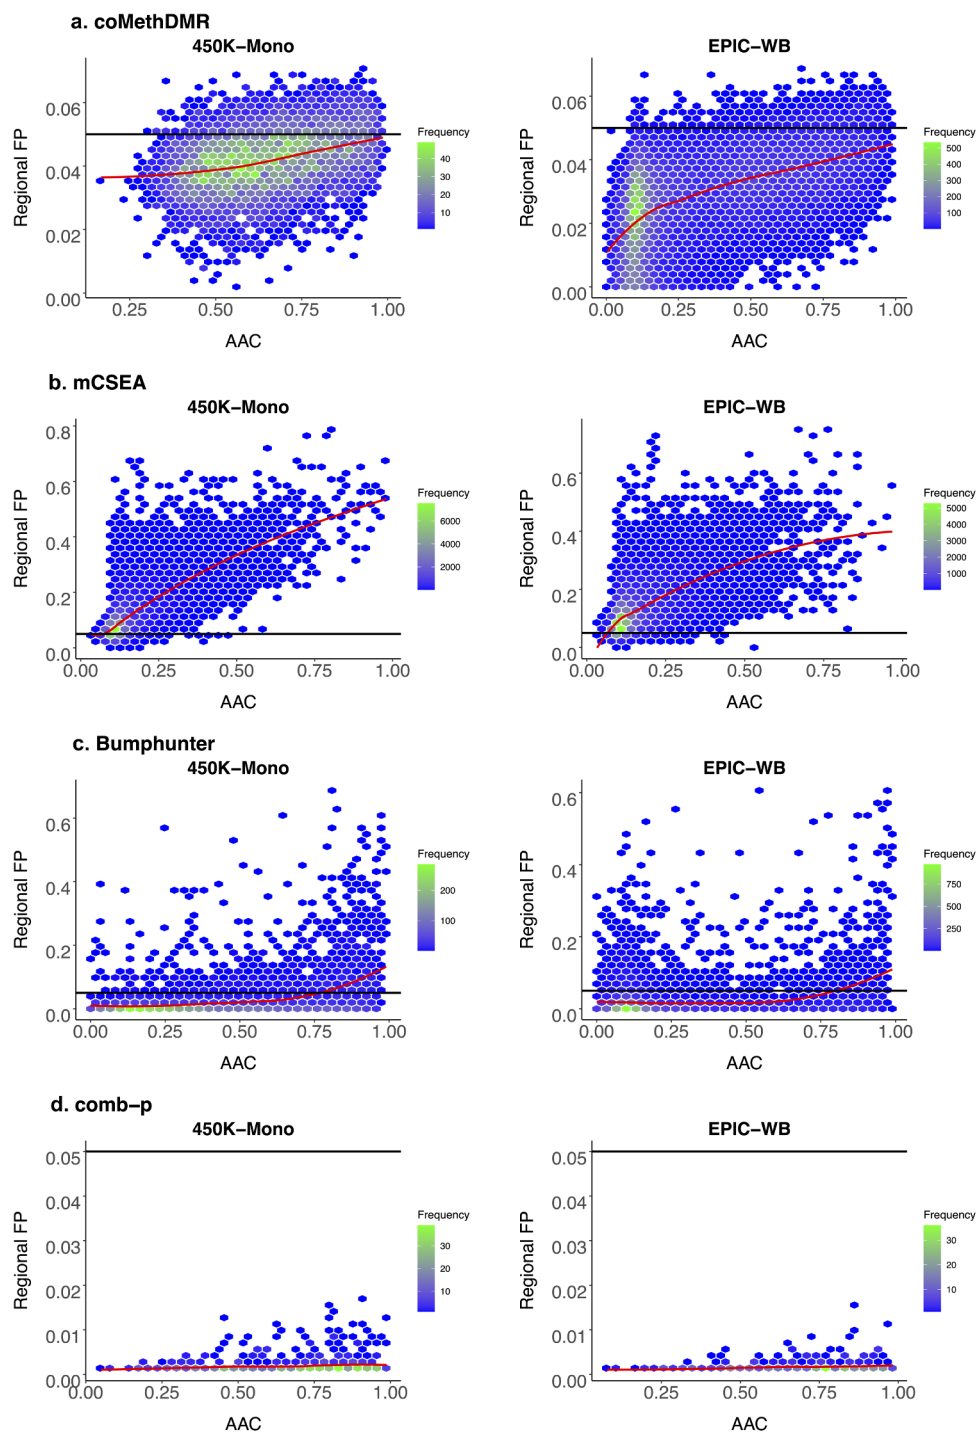 a. coMethDMR
450K−Mono
EPIC−WB
Regional FP
0.06
0.04
0.02
0.00
0.25
0.50
0.75
1.00
AAC
Frequency
40
30
20
10
Regional FP
0.06
0.04
0.02
0.00
0.00
0.25
0.50
0.75
1.00
AAC
Frequency
500
400
300
200
100
b. mCSEA
450K−Mono
EPIC−WB
Regional FP
0.8
0.6
0.4
0.2
0.0
0.00
0.25
0.50
0.75
1.00
AAC
Frequency
6000
4000
2000
Regional FP
0.6
0.4
0.2
0.0
0.00
0.25
0.50
0.75
1.00
AAC
Frequency
5000
4000
3000
2000
1000
c. Bumphunter
450K−Mono
EPIC−WB
Regional FP
0.6
0.4
0.2
0.0
0.00
0.25
0.50
0.75
1.00
AAC
Frequency
200
100
Regional FP
0.6
0.4
0.2
0.0
0.00
0.25
0.50
0.75
1.00
AAC
Frequency
750
500
250
d. comb−p
450K−Mono
EPIC−WB
Regional FP
0.05
0.04
0.03
0.02
0.01
0.00
0.00
0.25
0.50
0.75
1.00
AAC
Frequency
30
20
10
Regional FP
0.05
0.04
0.03
0.02
0.01
0.00
0.25
0.50
0.75
1.00
AAC
Frequency
30
20
10